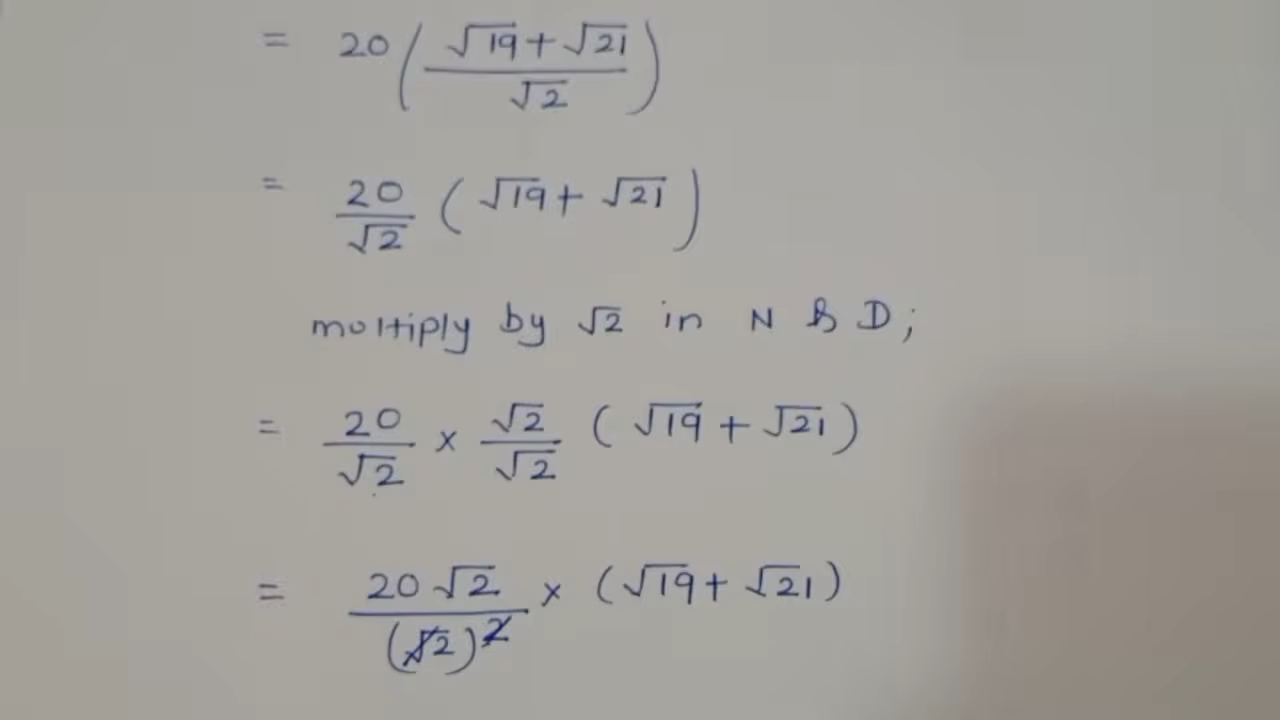 = 20 ( (√19 + √21) / √2 )
= 20/√2 ( √19 + √21 )
multiply by √2 in N & D;
= 20/√2 × √2/√2 ( √19 + √21 )
= 20√2/(√2)² × ( √19 + √21 )